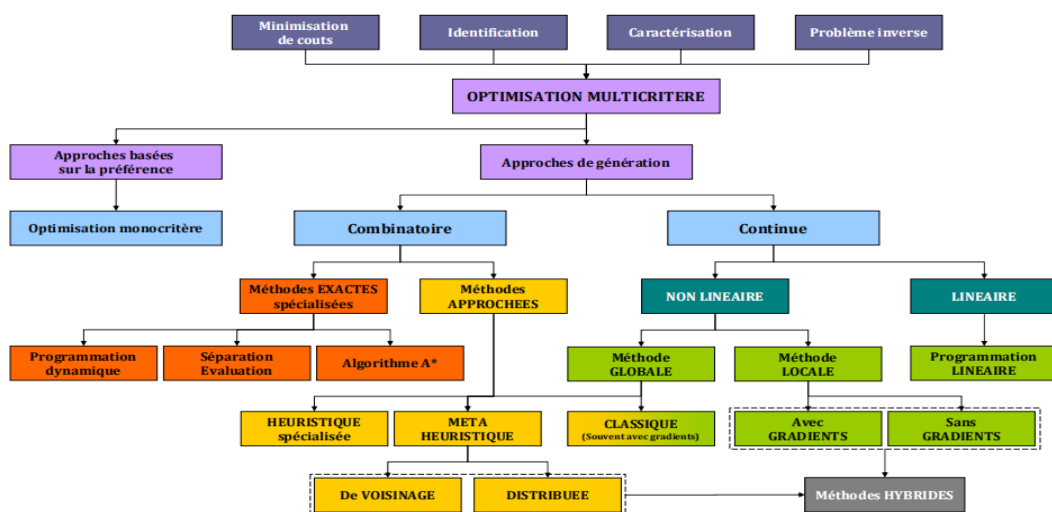 Minimisation
de couts
Identification
Caractérisation
Problème inverse
OPTIMISATION MULTICRITERE
Approches basées
sur la préférence
Approches de génération
Optimisation monocritère
Combinatoire
Continue
Méthodes EXACTES
spécialisées
Méthodes
APPROCHEES
NON LINEAIRE
LINEAIRE
Programmation
dynamique
Séparation
Evaluation
Algorithme A*
Méthode
GLOBALE
Méthode
LOCALE
Programmation
LINEAIRE
HEURISTIQUE
spécialisée
META
HEURISTIQUE
CLASSIQUE
(Souvent avec gradients)
Avec
GRADIENTS
Sans
GRADIENTS
De VOISINAGE
DISTRIBUEE
Méthodes HYBRIDES